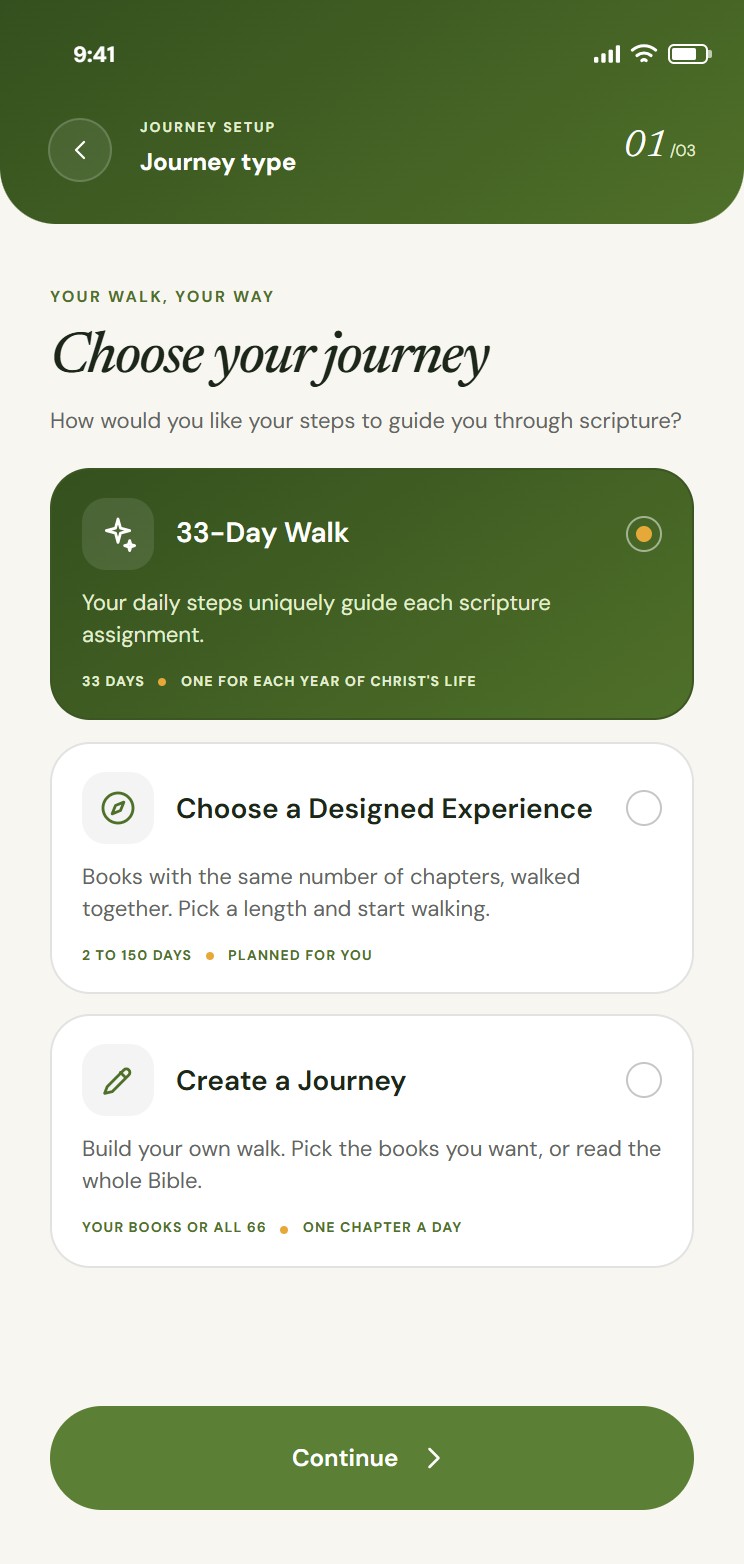 9:41
JOURNEY SETUP
Journey type
01 /03
YOUR WALK, YOUR WAY
Choose your journey
How would you like your steps to guide you through scripture?
33-Day Walk
Your daily steps uniquely guide each scripture
assignment.
33 DAYS ● ONE FOR EACH YEAR OF CHRIST'S LIFE
Choose a Designed Experience
Books with the same number of chapters, walked
together. Pick a length and start walking.
2 TO 150 DAYS ● PLANNED FOR YOU
Create a Journey
Build your own walk. Pick the books you want, or read the
whole Bible.
YOUR BOOKS OR ALL 66 ● ONE CHAPTER A DAY
Continue